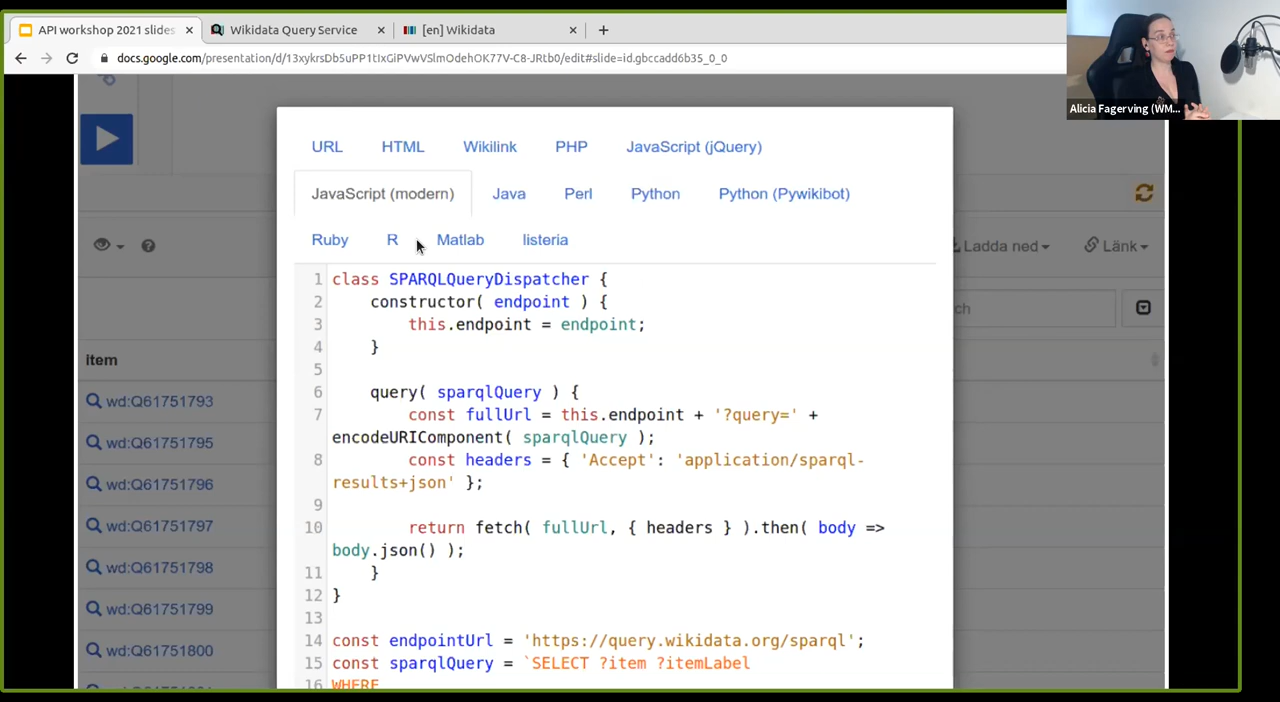 API workshop 2021 slides
Wikidata Query Service
[en] Wikidata
docs.google.com/presentation/d/13xykrsDb5uPP1tIxGiPVwVSlmOdehOK77V-C8-JRtb0/edit#slide=id.gbccadd6b35_0_0
Alicia Fagerving (WM...
URL HTML Wikilink PHP JavaScript (jQuery)
JavaScript (modern) Java Perl Python Python (Pywikibot)
Ruby R Matlab listeria
Ladda ned
Länk
item
wd:Q61751793
wd:Q61751795
wd:Q61751796
wd:Q61751797
wd:Q61751798
wd:Q61751799
wd:Q61751800
1 class SPARQLQueryDispatcher {
2 constructor( endpoint ) {
3 this.endpoint = endpoint;
4 }
5
6 query( sparqlQuery ) {
7 const fullUrl = this.endpoint + '?query=' +
encodeURIComponent( sparqlQuery );
8 const headers = { 'Accept': 'application/sparql-
results+json' };
9
10 return fetch( fullUrl, { headers } ).then( body =>
body.json() );
11 }
12 }
13
14 const endpointUrl = 'https://query.wikidata.org/sparql';
15 const sparqlQuery = `SELECT ?item ?itemLabel
16 WHERE